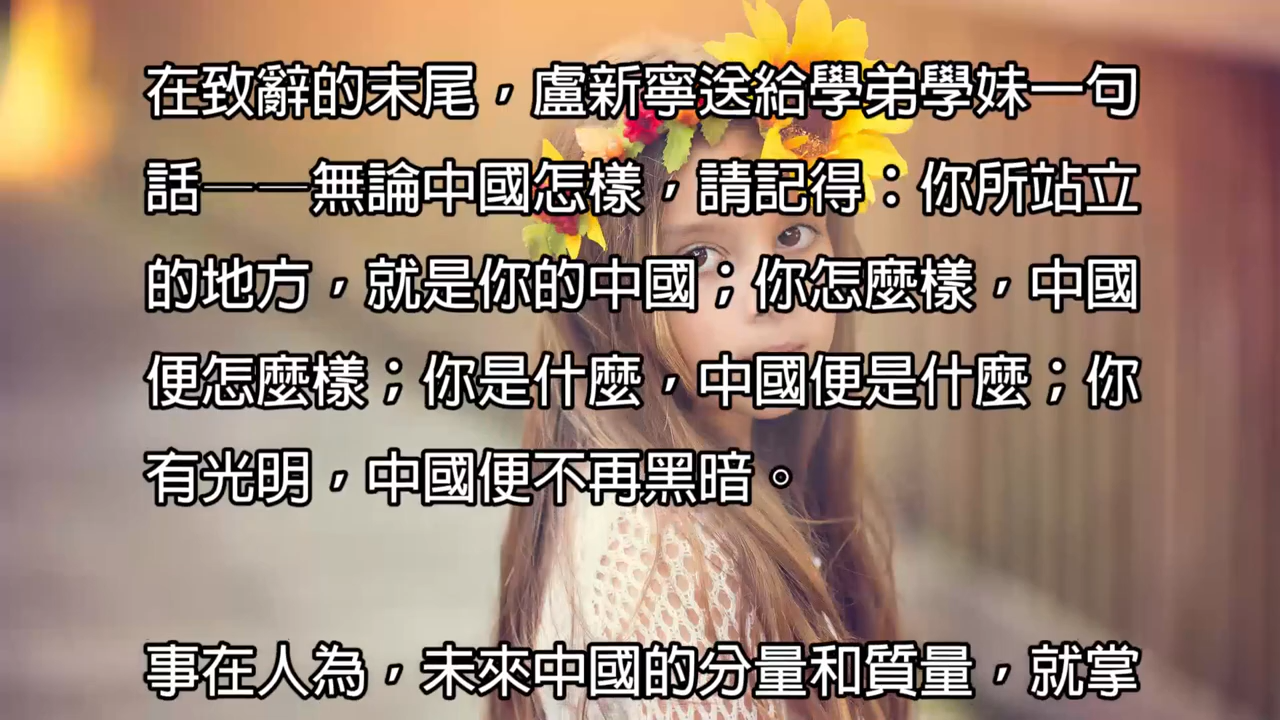 在致辭的末尾，盧新寧送給學弟學妹一句
話——無論中國怎樣，請記得：你所站立
的地方，就是你的中國；你怎麼樣，中國
便怎麼樣；你是什麼，中國便是什麼；你
有光明，中國便不再黑暗。
事在人為，未來中國的分量和質量，就掌